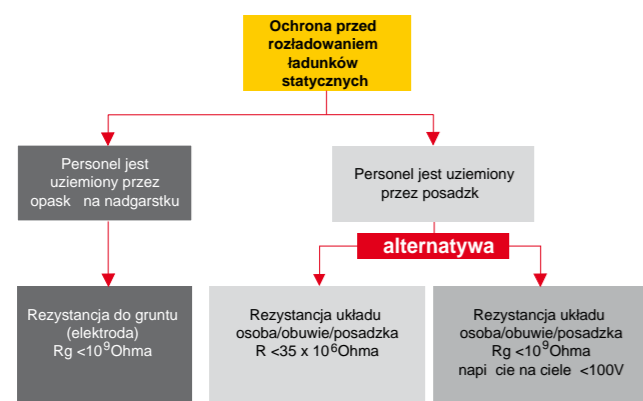 Ochrona przed
rozładowaniem
ładunków
statycznych
Personel jest
uziemiony przez
opask na nadgarstku
Personel jest uziemiony
przez posadzk
alternatywa
Rezystancja do gruntu
(elektroda)
Rg <10⁹Ohma
Rezystancja układu
osoba/obuwie/posadzka
R <35 x 10⁶Ohma
Rezystancja układu
osoba/obuwie/posadzka
Rg <10⁹Ohma
napi cie na ciele <100V